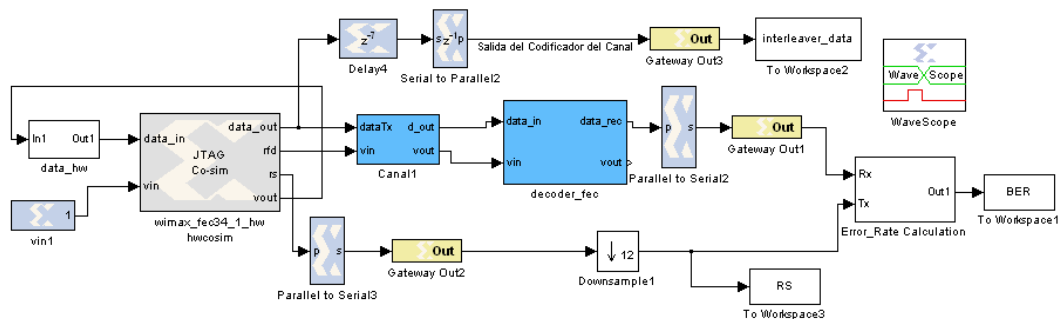 z-7
Delay4
s z-1 p
Serial to Parallel2
Salida del Codificador del Canal
Out
Gateway Out3
interleaver_data
To Workspace2
Wave Scope
WaveScope
In1 Out1
data_hw
data_in
vin
JTAG
Co-sim
data_out
rfd
rs
vout
wimax_fec34_1_hw
hwcosim
1
vin1
dataTx d_out
vin vout
Canal1
data_in data_rec
vin vout
decoder_fec
p s
Parallel to Serial2
Out
Gateway Out1
Rx
Tx
Out1
Error_Rate Calculation
BER
To Workspace1
p s
Parallel to Serial3
Out
Gateway Out2
12
Downsample1
RS
To Workspace3